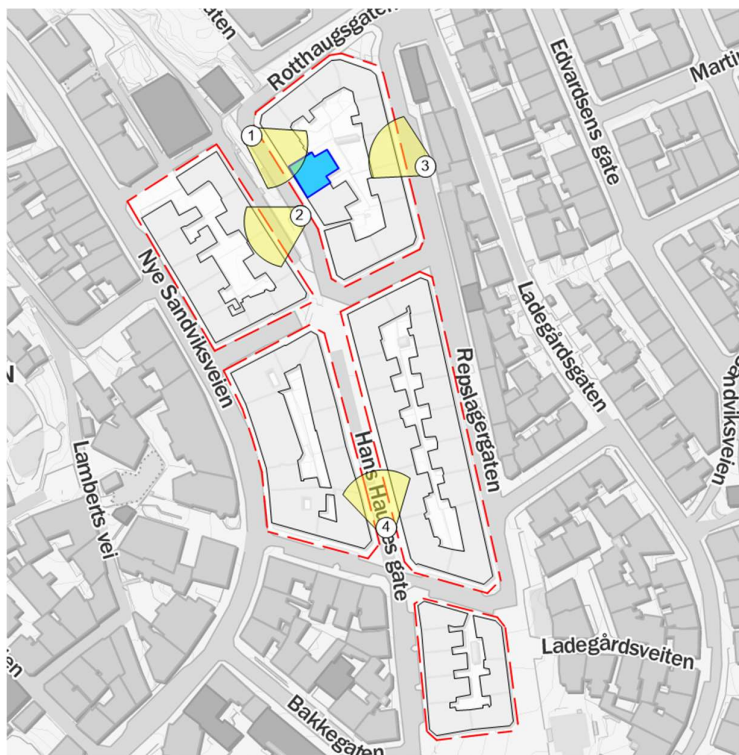 gaten
Rotthaugsgaten
Edvardsens gate
Martin
1
2
3
Nye Sandviksveien
Ladegårdsgaten
Repslagergaten
N
Sandviksveien
Lamberts vei
Hans Hauges gate
4
Ladegårdsveiten
Bakkegaten